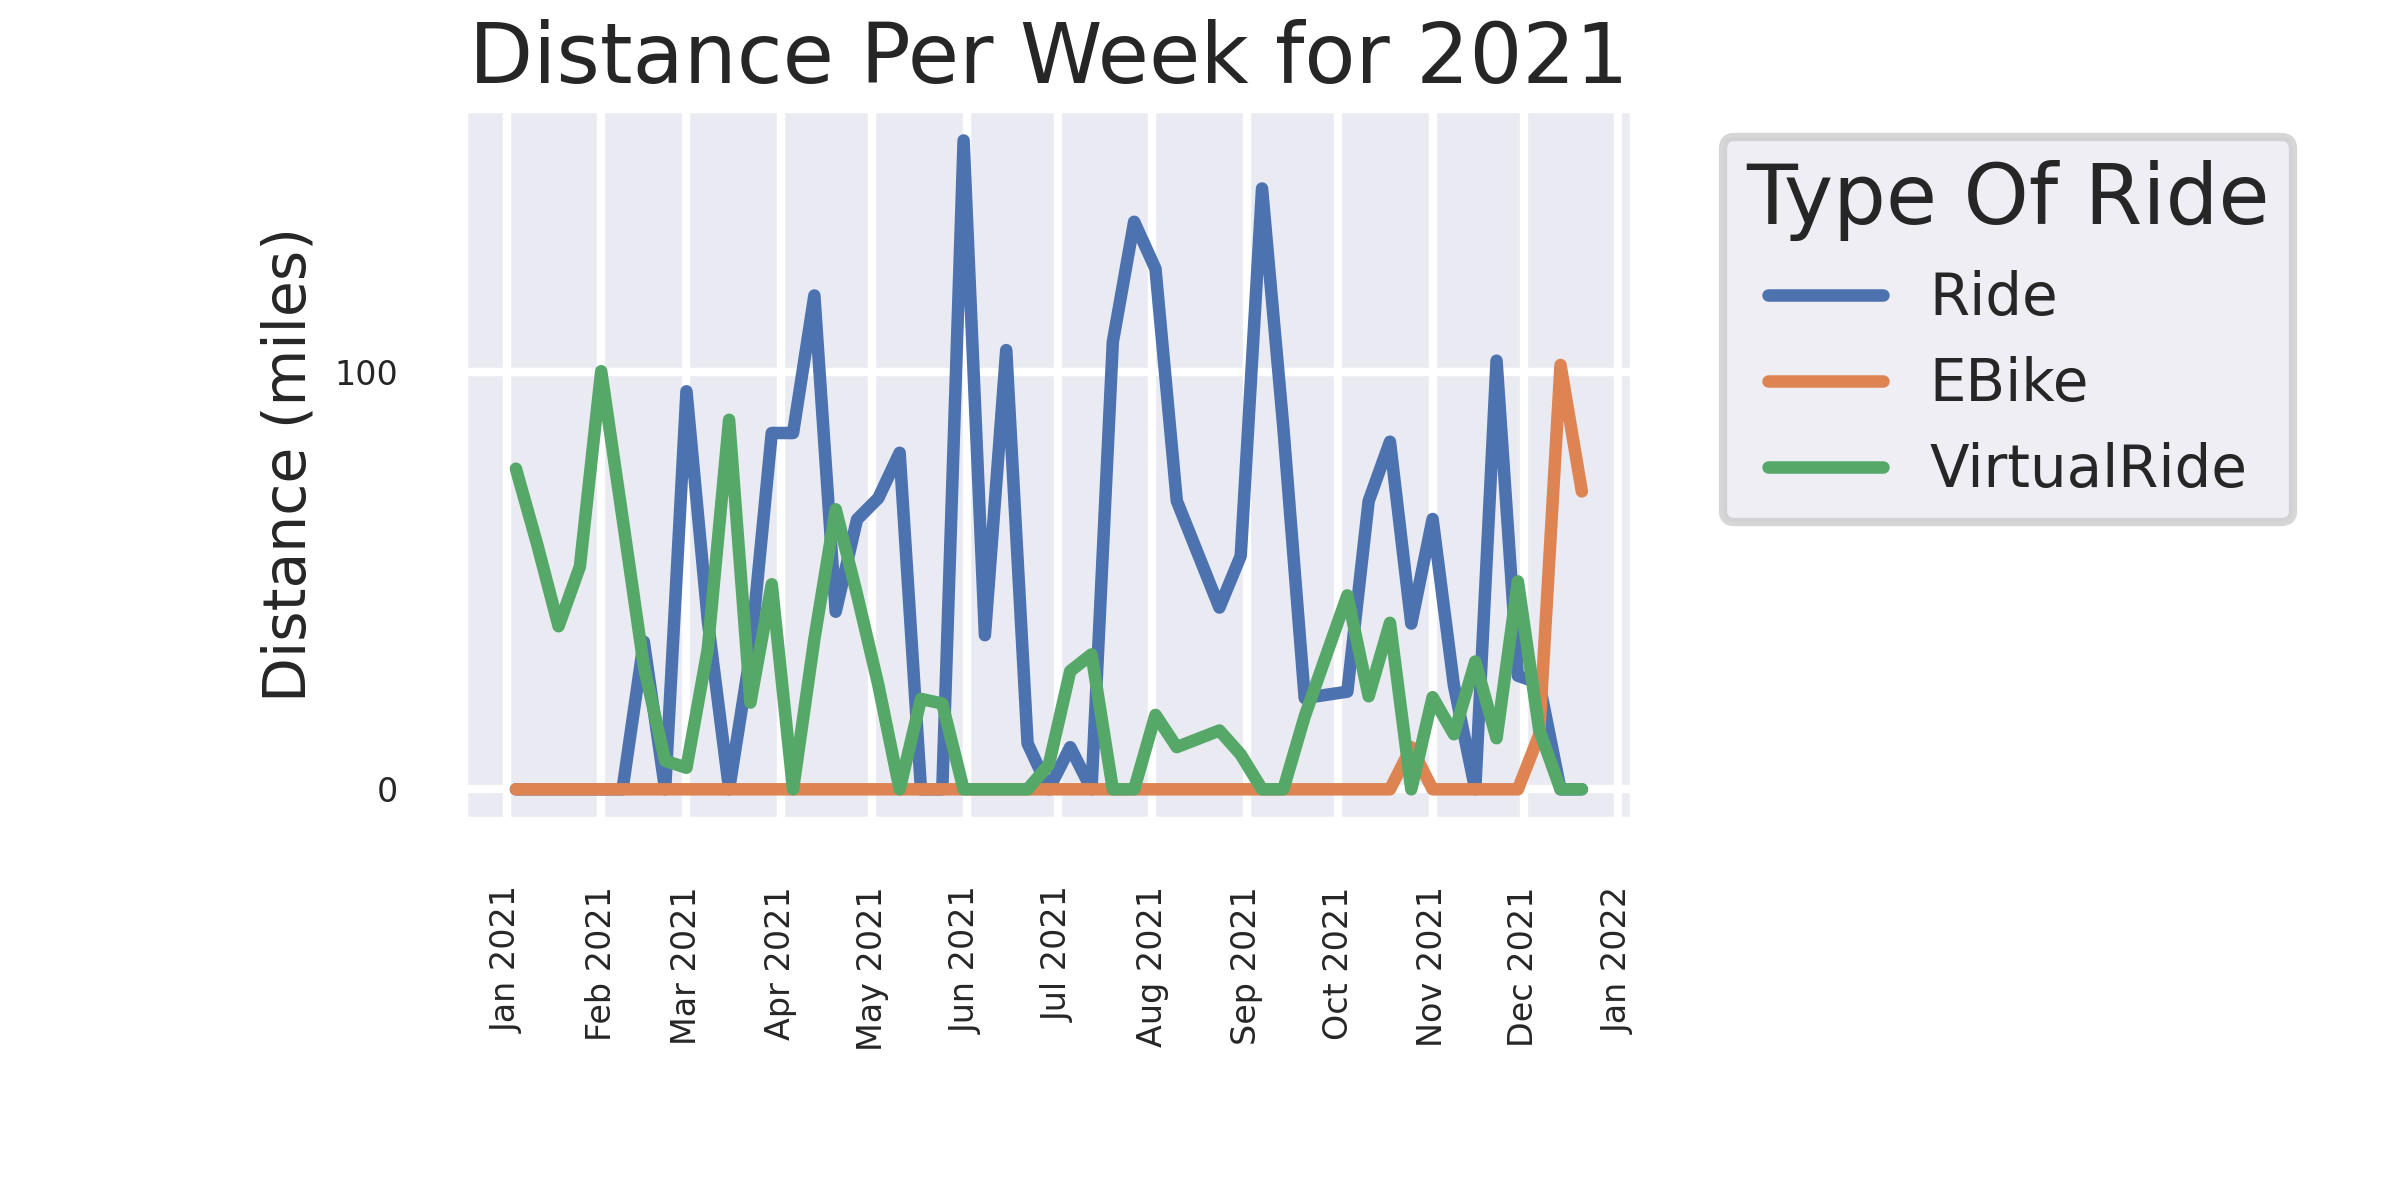 Distance Per Week for 2021
Distance (miles)
100
0
Jan 2021
Feb 2021
Mar 2021
Apr 2021
May 2021
Jun 2021
Jul 2021
Aug 2021
Sep 2021
Oct 2021
Nov 2021
Dec 2021
Jan 2022
Type Of Ride
Ride
EBike
VirtualRide